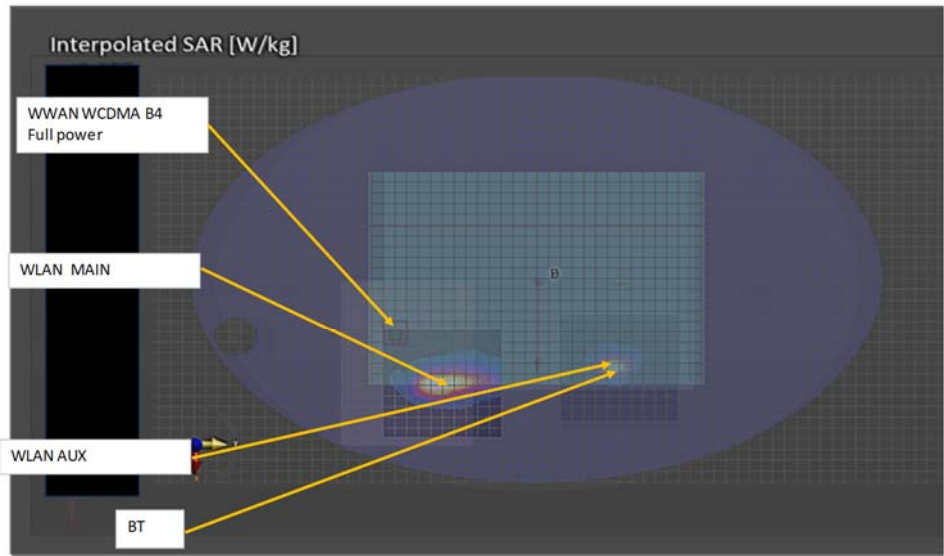 Interpolated SAR [W/kg]
WWAN WCDMA B4
Full power
WLAN MAIN
B
WLAN AUX
BT